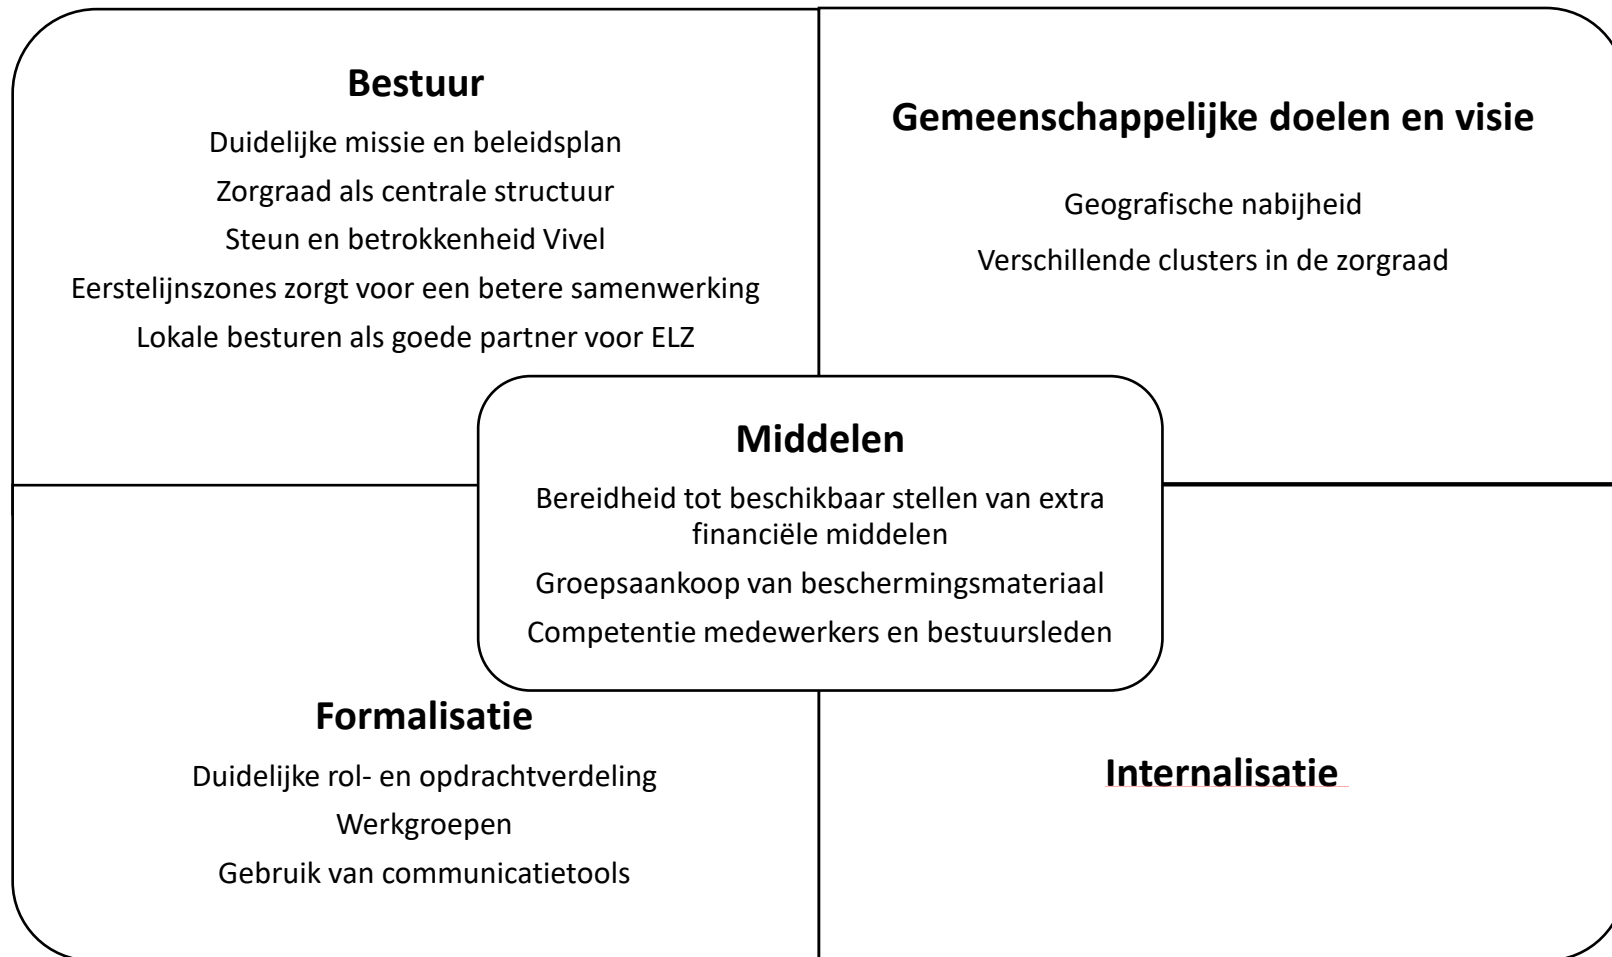 Bestuur
Duidelijke missie en beleidsplan
Zorgraad als centrale structuur
Steun en betrokkenheid Vivel
Eerstelijnszones zorgt voor een betere samenwerking
Lokale besturen als goede partner voor ELZ
Gemeenschappelijke doelen en visie
Geografische nabijheid
Verschillende clusters in de zorgraad
Middelen
Bereidheid tot beschikbaar stellen van extra
financiële middelen
Groepsaankoop van beschermingsmateriaal
Competentie medewerkers en bestuursleden
Formalisatie
Duidelijke rol- en opdrachtverdeling
Werkgroepen
Gebruik van communicatietools
Internalisatie